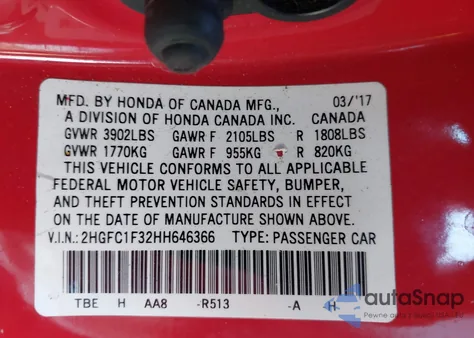 MFD. BY HONDA OF CANADA MFG., 03/'17
A DIVISION OF HONDA CANADA INC. CANADA
GVWR 3902LBS GAWR F 2105LBS R 1808LBS
GVWR 1770KG GAWR F 955KG R 820KG
THIS VEHICLE CONFORMS TO ALL APPLICABLE
FEDERAL MOTOR VEHICLE SAFETY, BUMPER,
AND THEFT PREVENTION STANDARDS IN EFFECT
ON THE DATE OF MANUFACTURE SHOWN ABOVE.
V.I.N.: 2HGFC1F32HH646366 TYPE: PASSENGER CAR
TBE H AA8 -R513 -A H-
autoSnap
Pewne auta z